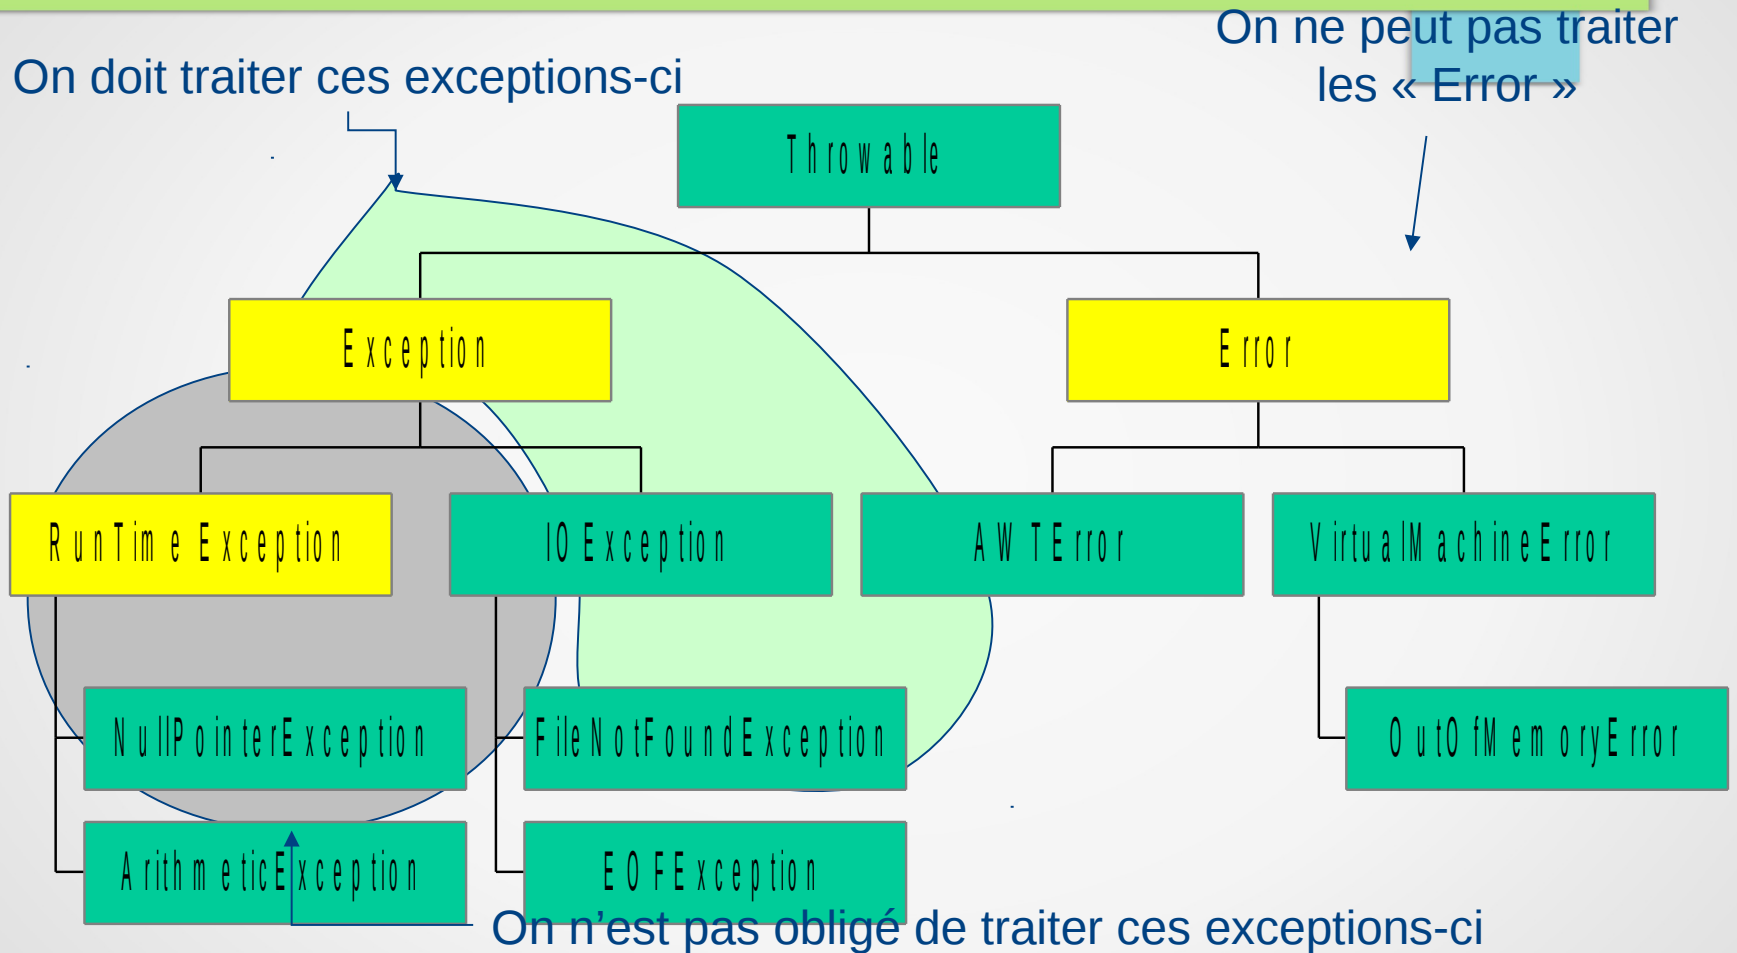 On ne peut pas traiter
les « Error »
On doit traiter ces exceptions-ci
Throwable
Exception
Error
RunTimeException
IOException
AWTError
VirtualMachineError
NullPointerException
FileNotFoundException
OutOfMemoryError
ArithmeticException
EOFException
On n’est pas obligé de traiter ces exceptions-ci